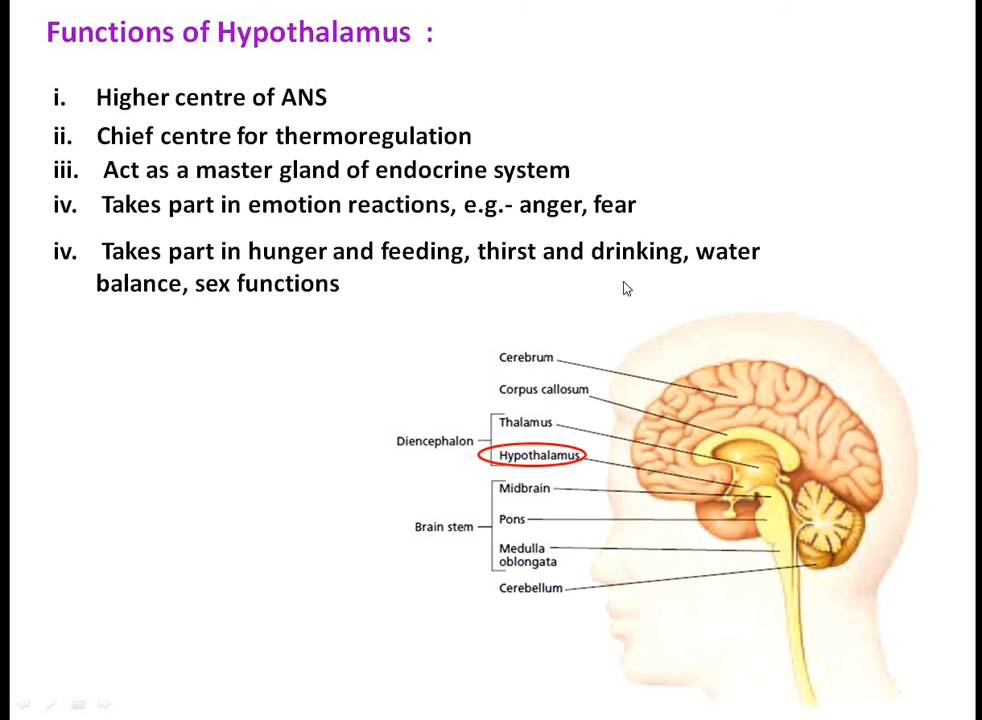 Functions of Hypothalamus :
i. Higher centre of ANS
ii. Chief centre for thermoregulation
iii. Act as a master gland of endocrine system
iv. Takes part in emotion reactions, e.g.- anger, fear
iv. Takes part in hunger and feeding, thirst and drinking, water
balance, sex functions
Cerebrum
Corpus callosum
Thalamus
Diencephalon
Hypothalamus
Midbrain
Pons
Brain stem
Medulla
oblongata
Cerebellum